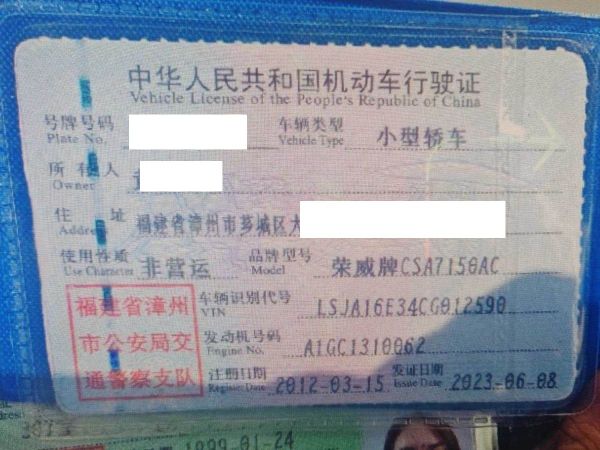 中华人民共和国机动车行驶证
Vehicle License of the People's Republic of China
号牌号码 车辆类型 小型轿车
Plate No. Vehicle Type
所有人
Owner
住址 福建省漳州市芗城区大
Address
使用性质 非营运 品牌型号 荣威牌CSA7150AC
Use Character Model
福建省漳州 车辆识别代号 LSJA16E34CG012590
VIN
市公安局交 发动机号码 A1GC1310062
Engine No.
通警察支队 注册日期 2012-03-15 发证日期 2023-06-08
Register Date Issue Date
1999-01-24